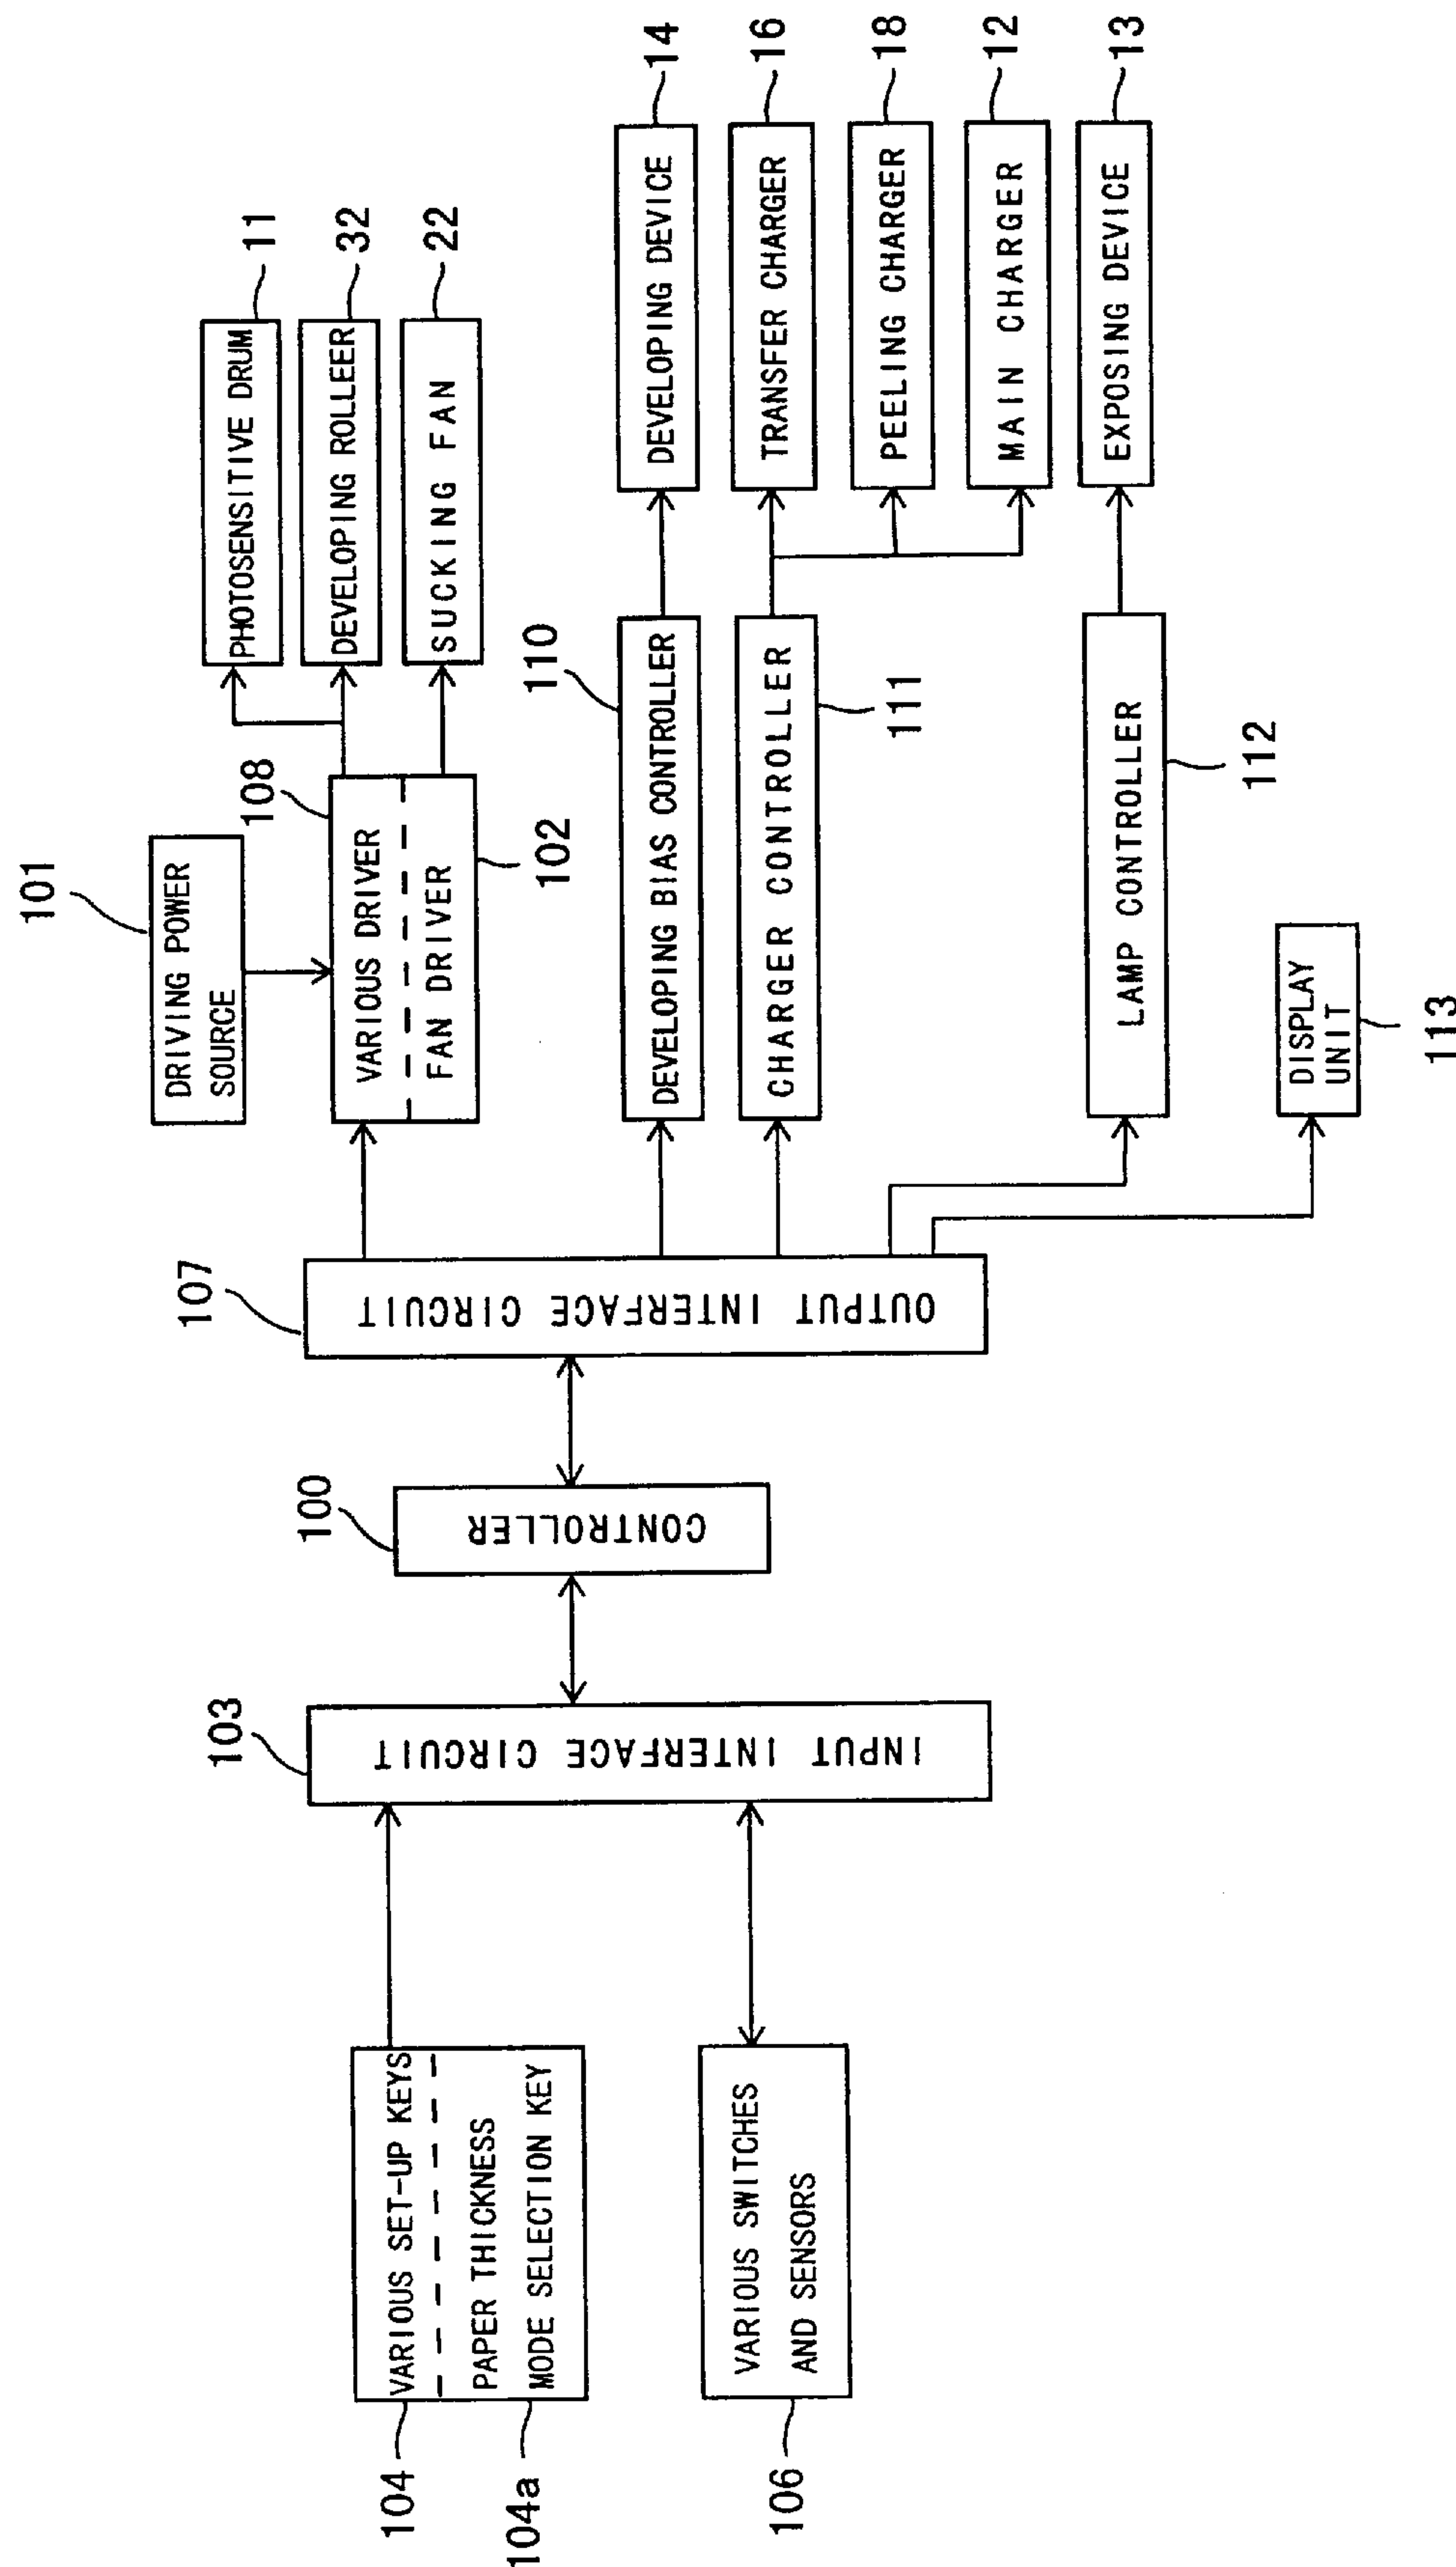 101
DRIVING POWER
SOURCE
108
VARIOUS DRIVER
FAN DRIVER
102
PHOTOSENSITIVE DRUM
11
DEVELOPING ROLLEER
32
SUCKING FAN
22
104
VARIOUS SET-UP KEYS
104a
PAPER THICKNESS
MODE SELECTION KEY
106
VARIOUS SWITCHES
AND SENSORS
103
INPUT INTERFACE CIRCUIT
100
CONTROLLER
107
OUTPUT INTERFACE CIRCUIT
110
DEVELOPING BIAS CONTROLLER
DEVELOPING DEVICE
14
CHARGER CONTROLLER
111
TRANSFER CHARGER
16
PEELING CHARGER
18
MAIN CHARGER
12
LAMP CONTROLLER
112
EXPOSING DEVICE
13
DISPLAY
UNIT
113